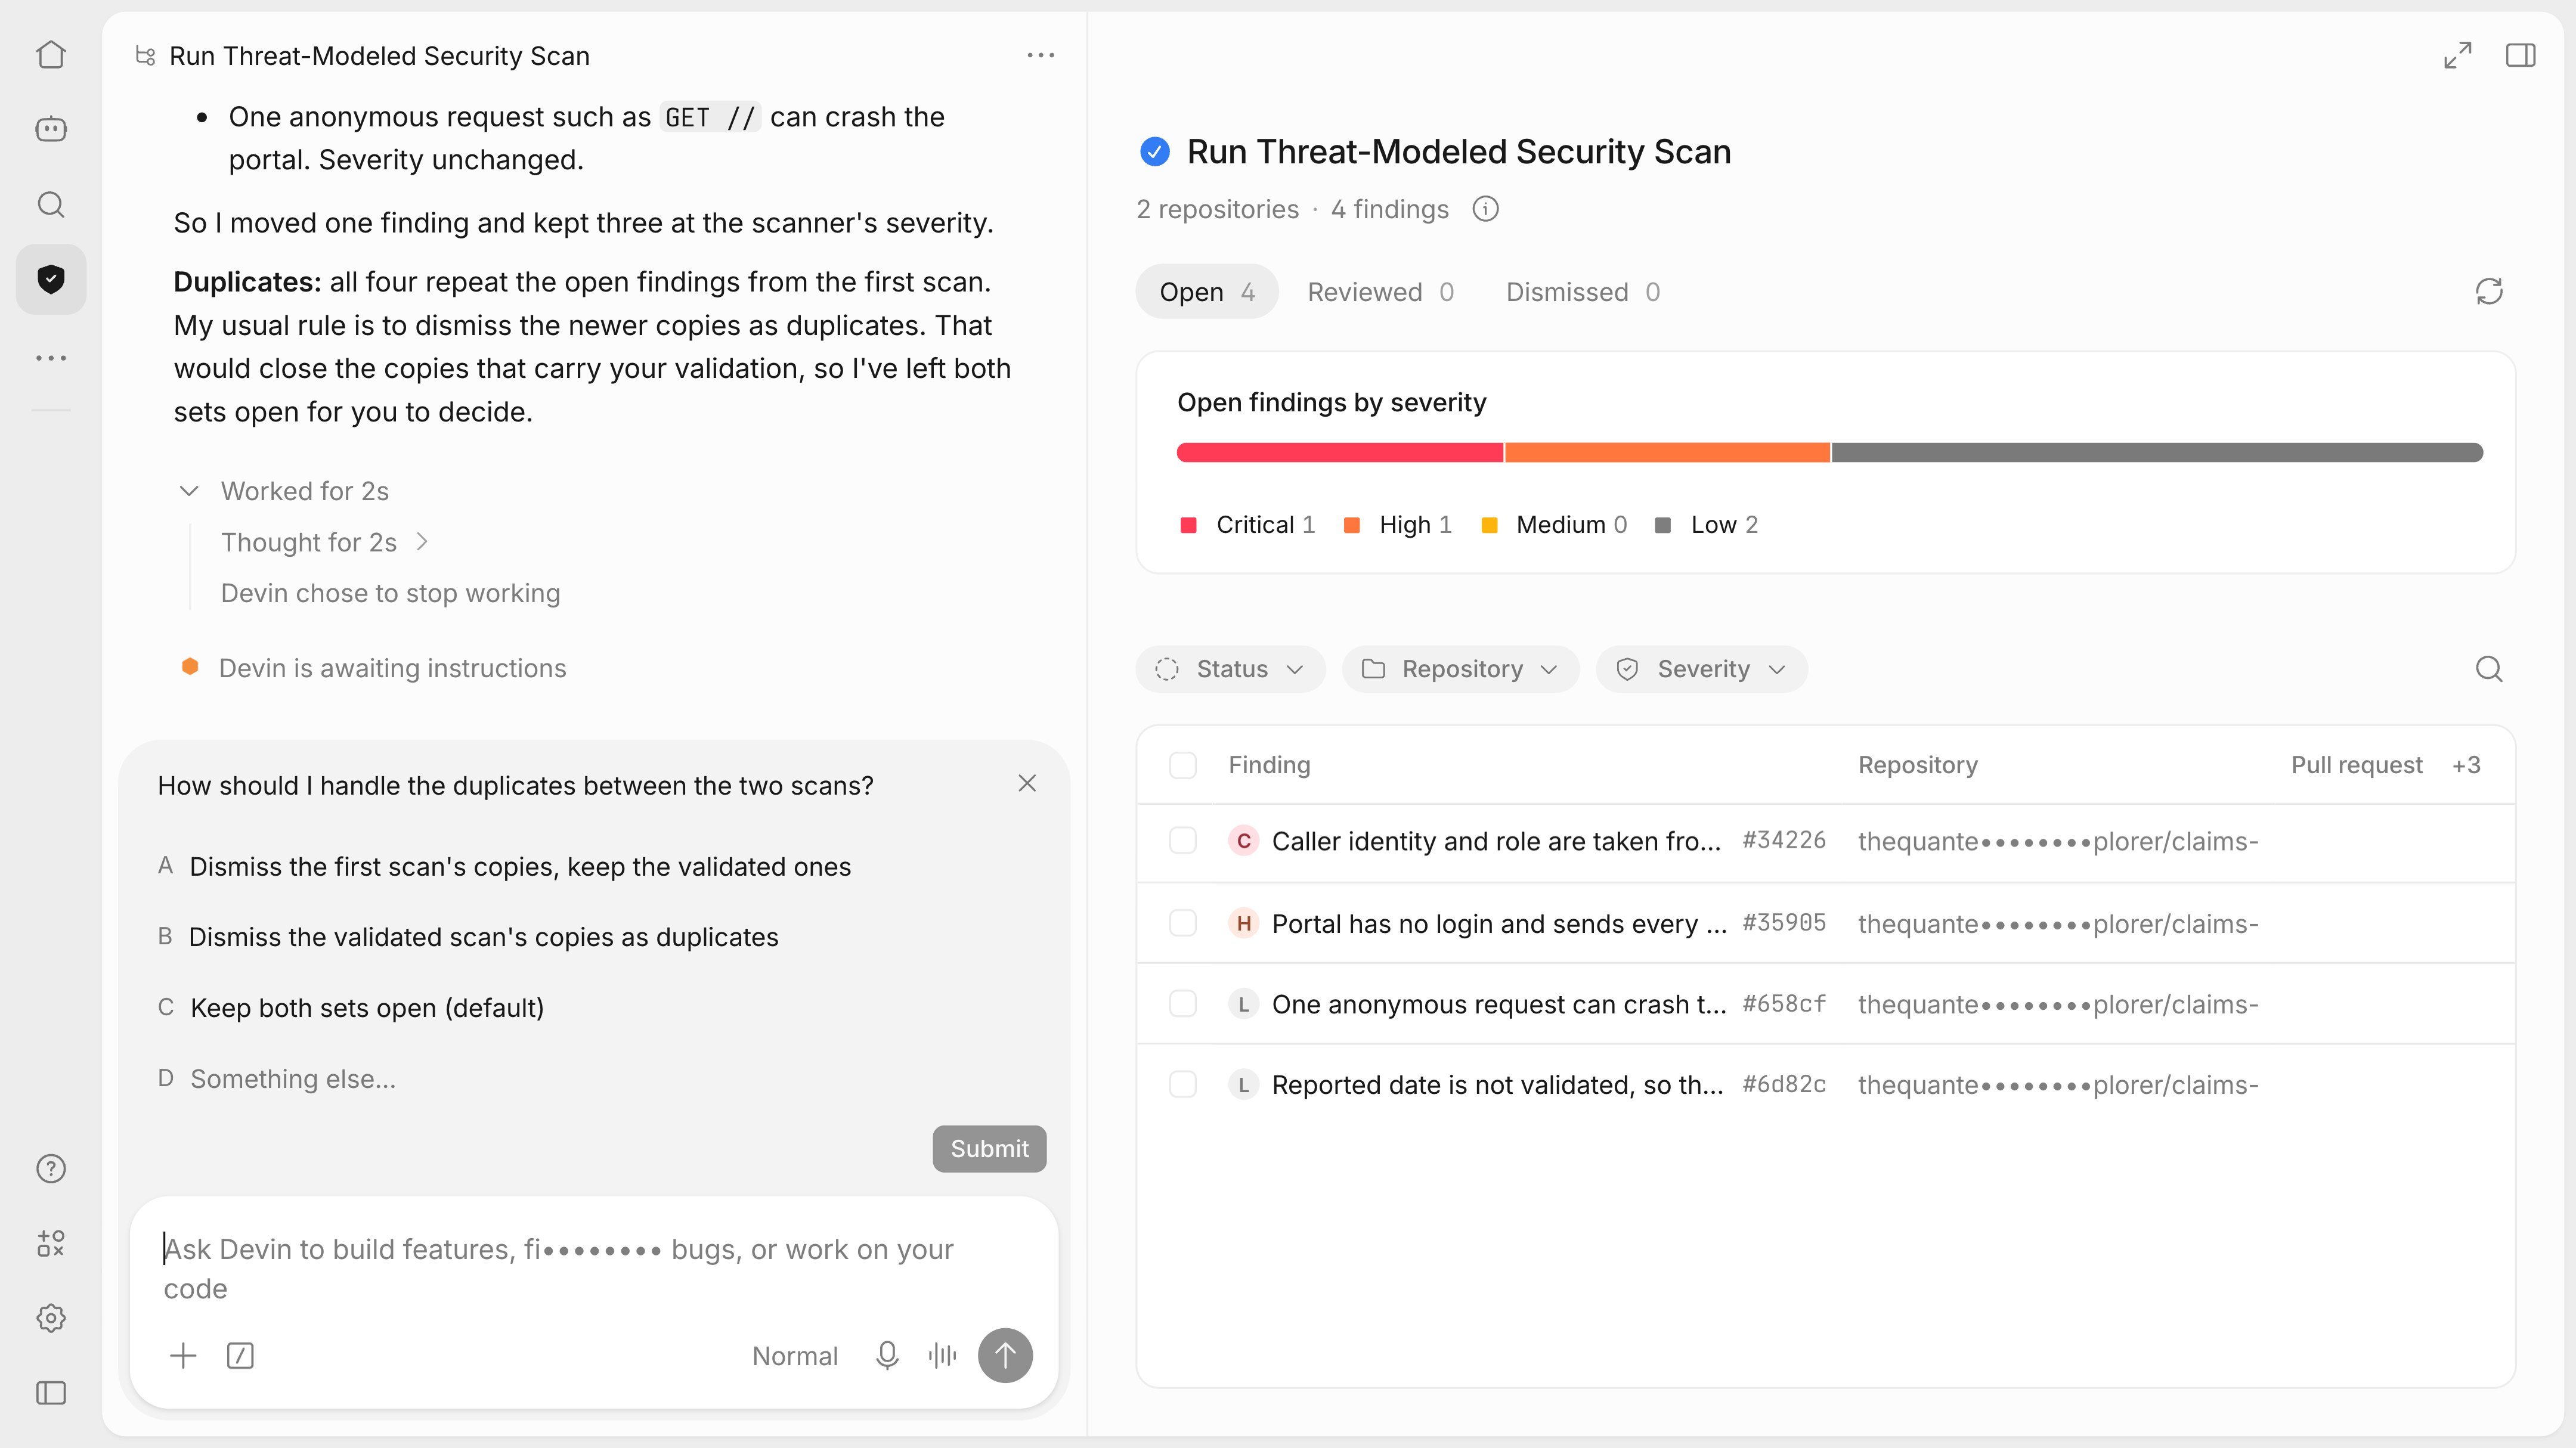 Run Threat-Modeled Security Scan
• One anonymous request such as GET // can crash the
portal. Severity unchanged.
So I moved one finding and kept three at the scanner's severity.
Duplicates: all four repeat the open findings from the first scan.
My usual rule is to dismiss the newer copies as duplicates. That
would close the copies that carry your validation, so I've left both
sets open for you to decide.
Worked for 2s
Thought for 2s
Devin chose to stop working
Devin is awaiting instructions
How should I handle the duplicates between the two scans?
A Dismiss the first scan's copies, keep the validated ones
B Dismiss the validated scan's copies as duplicates
C Keep both sets open (default)
D Something else...
Submit
Ask Devin to build features, fi•••••••• bugs, or work on your
code
Normal
Run Threat-Modeled Security Scan
2 repositories · 4 findings
Open 4 Reviewed 0 Dismissed 0
Open findings by severity
Critical 1 High 1 Medium 0 Low 2
Status Repository Severity
Finding Repository Pull request +3
C Caller identity and role are taken fro... #34226 thequante••••••••plorer/claims-
H Portal has no login and sends every ... #35905 thequante••••••••plorer/claims-
L One anonymous request can crash t... #658cf thequante••••••••plorer/claims-
L Reported date is not validated, so th... #6d82c thequante••••••••plorer/claims-